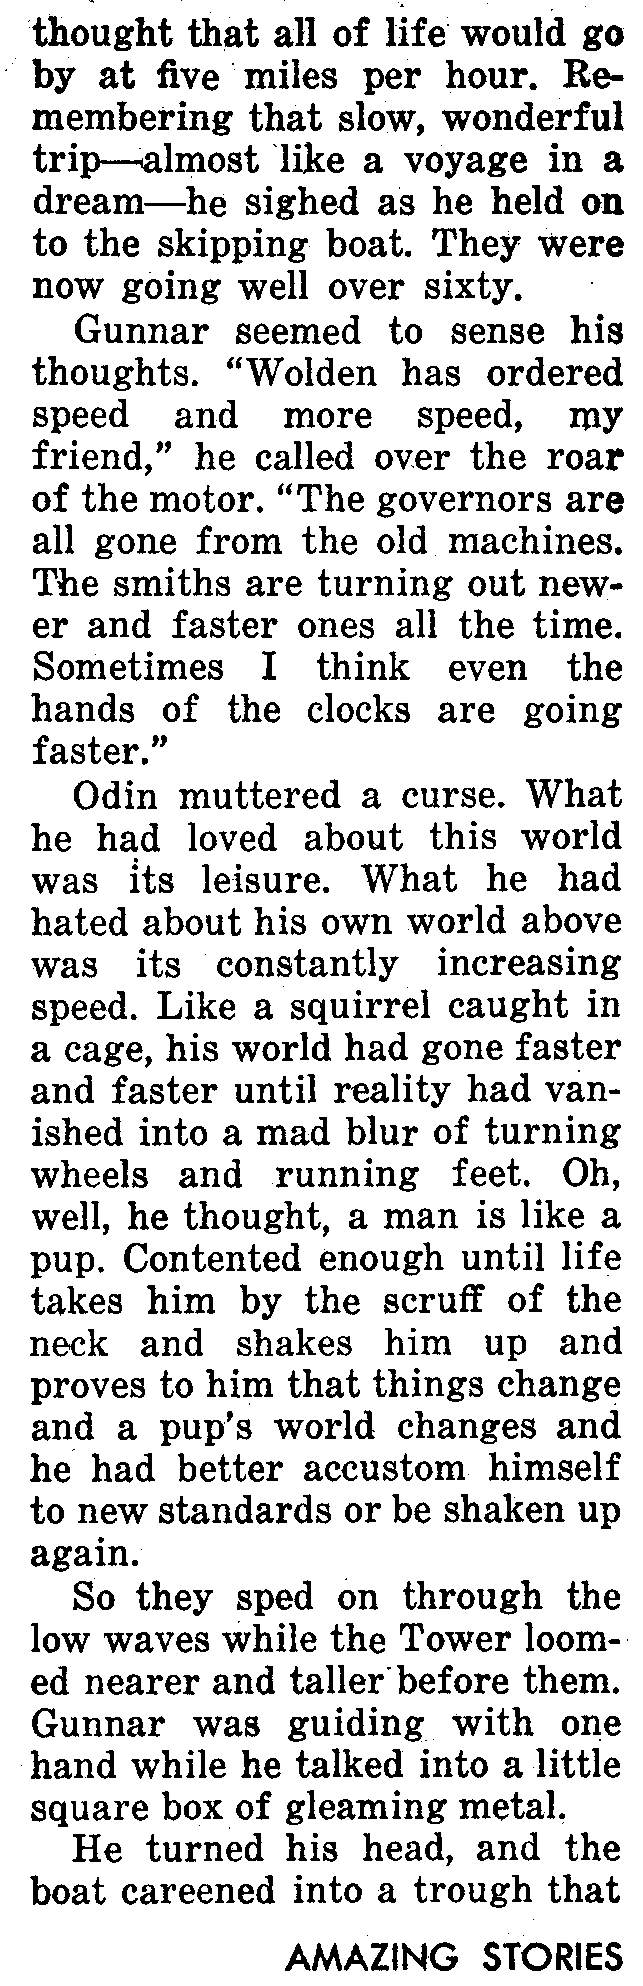 thought that all of life would go
by at five miles per hour. Re-
membering that slow, wonderful
trip—almost like a voyage in a
dream—he sighed as he held on
to the skipping boat. They were
now going well over sixty.
Gunnar seemed to sense his
thoughts. “Wolden has ordered
speed and more speed, my
friend,” he called over the roar
of the motor. “The governors are
all gone from the old machines.
The smiths are turning out new-
er and faster ones all the time.
Sometimes I think even the
hands of the clocks are going
faster.”
Odin muttered a curse. What
he had loved about this world
was its leisure. What he had
hated about his own world above
was its constantly increasing
speed. Like a squirrel caught in
a cage, his world had gone faster
and faster until reality had van-
ished into a mad blur of turning
wheels and running feet. Oh,
well, he thought, a man is like a
pup. Contented enough until life
takes him by the scruff of the
neck and shakes him up and
proves to him that things change
and a pup’s world changes and
he had better accustom himself
to new standards or be shaken up
again.
So they sped on through the
low waves while the Tower loom-
ed nearer and taller before them.
Gunnar was guiding with one
hand while he talked into a little
square box of gleaming metal.
He turned his head, and the
boat careened into a trough that
AMAZING STORIES